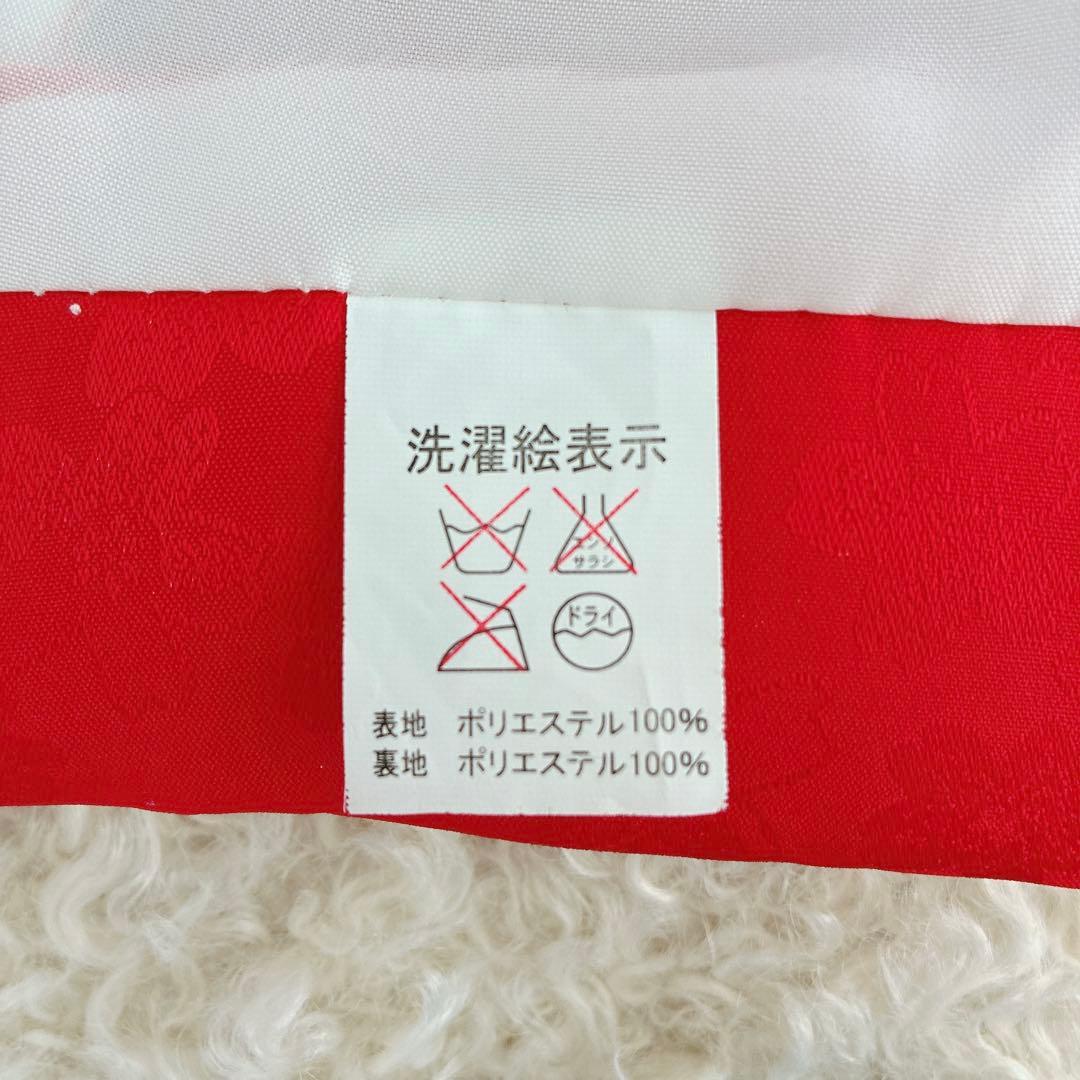 洗濯絵表示
エンソ
サラシ
ドライ
表地 ポリエステル100%
裏地 ポリエステル100%